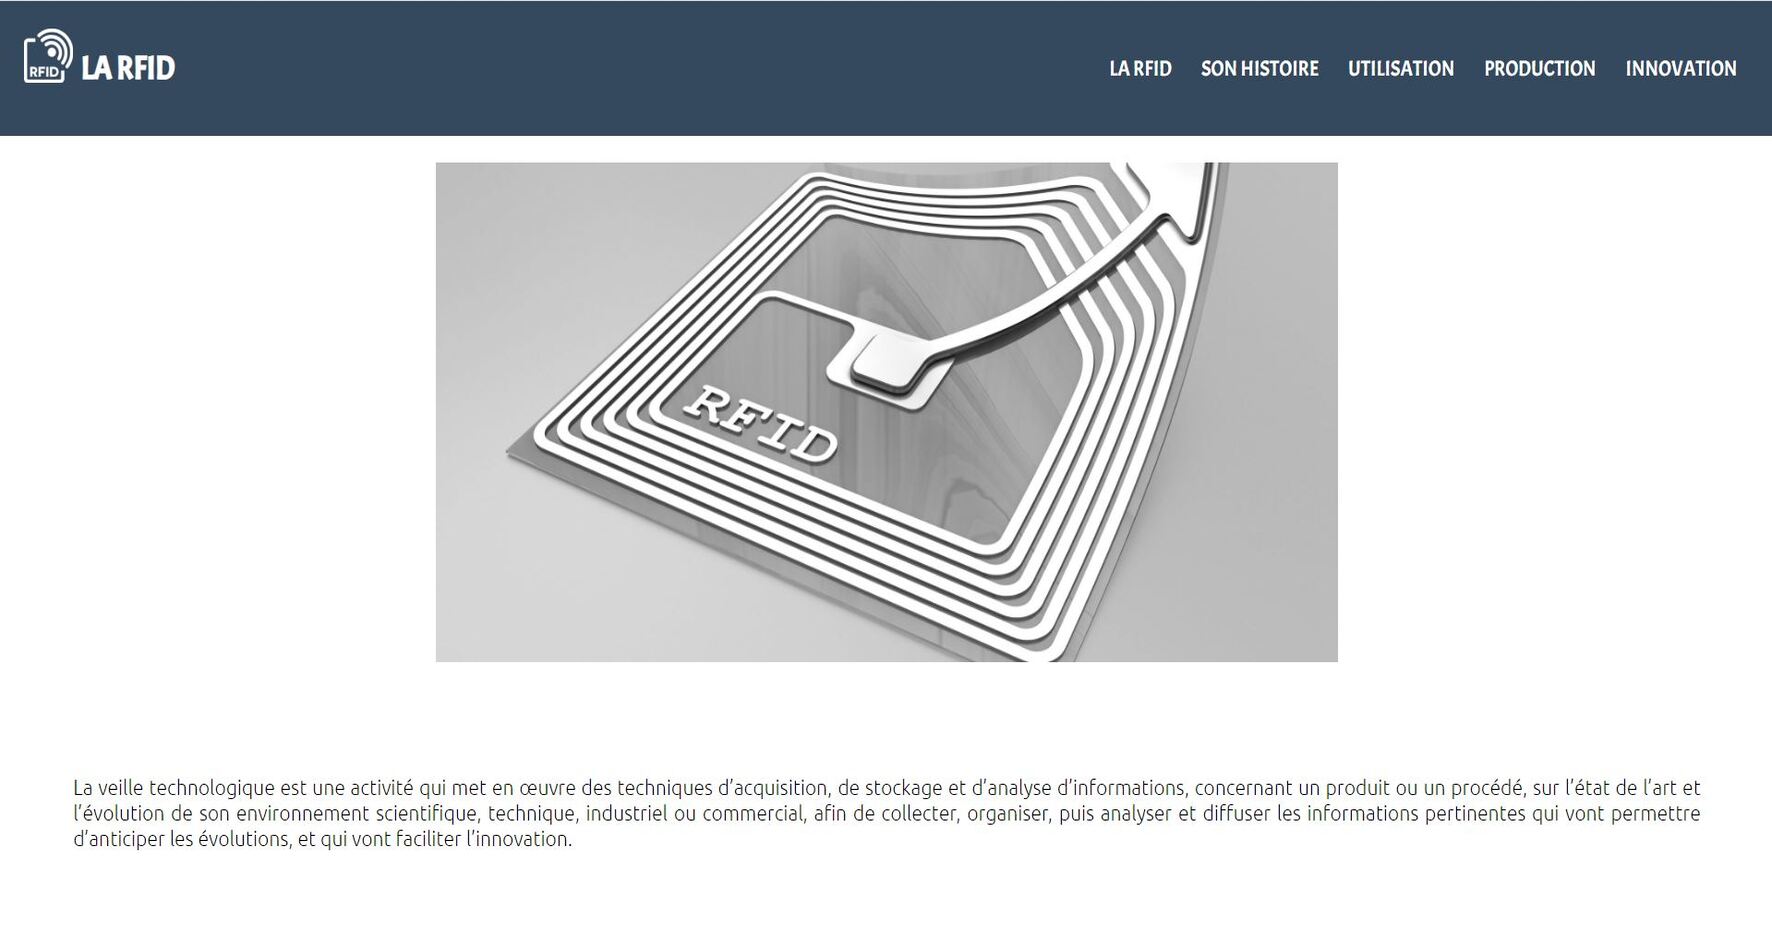 RFID
LA RFID
LA RFID SON HISTOIRE UTILISATION PRODUCTION INNOVATION
RFID
La veille technologique est une activité qui met en œuvre des techniques d’acquisition, de stockage et d’analyse d’informations, concernant un produit ou un procédé, sur l’état de l’art et
l’évolution de son environnement scientifique, technique, industriel ou commercial, afin de collecter, organiser, puis analyser et diffuser les informations pertinentes qui vont permettre
d’anticiper les évolutions, et qui vont faciliter l’innovation.